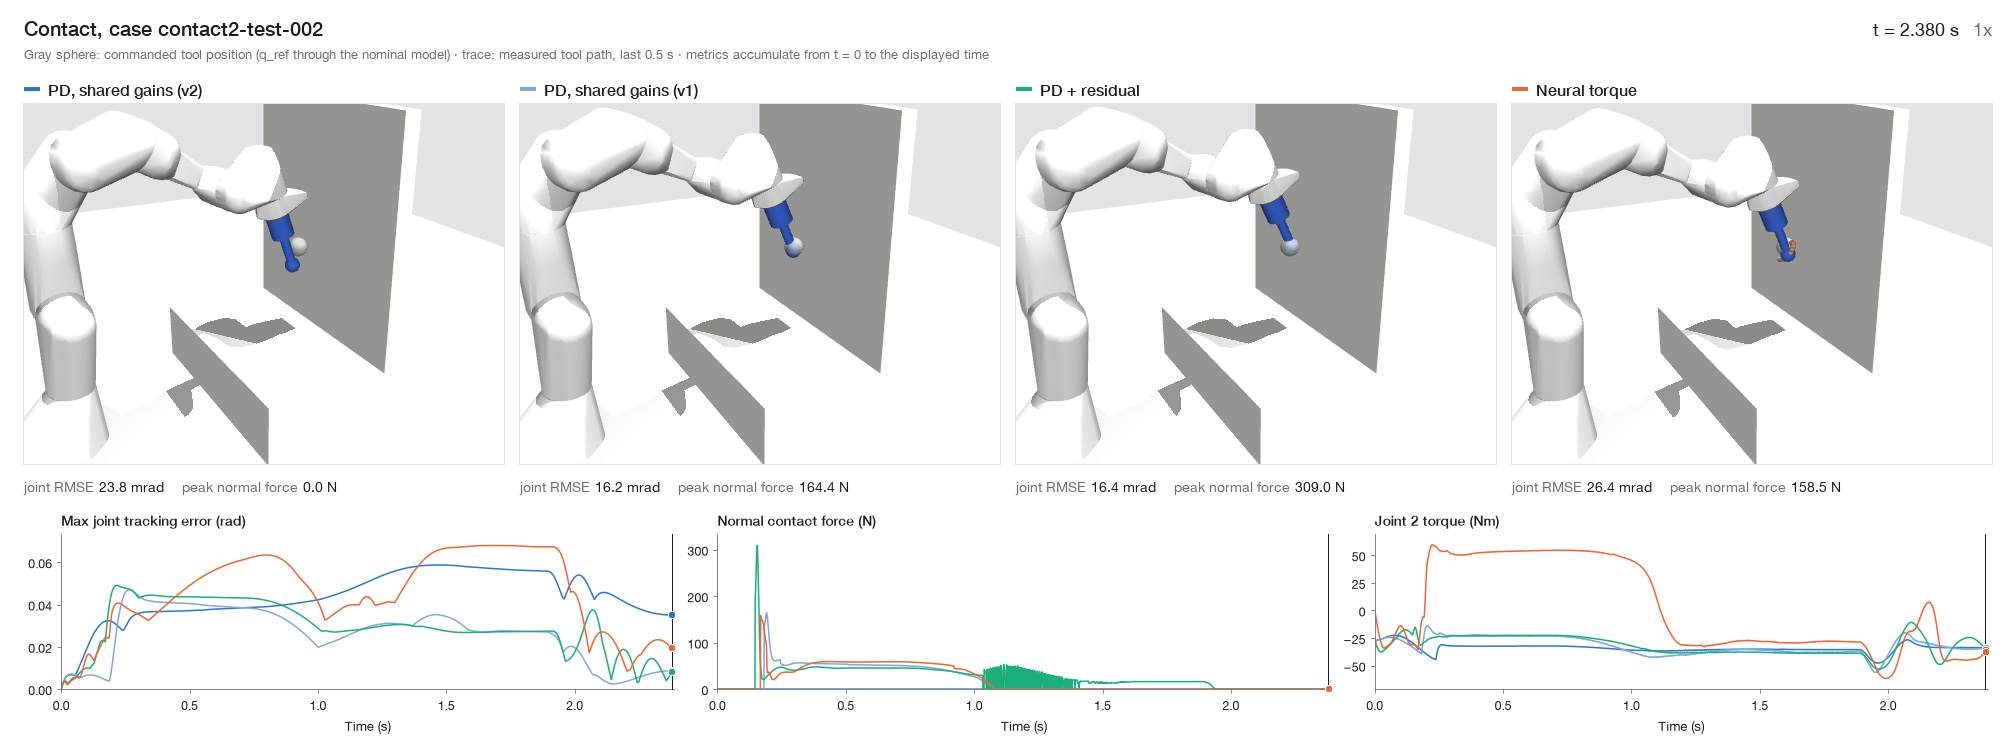 Contact, case contact2-test-002
t = 2.380 s 1x
Gray sphere: commanded tool position (q_ref through the nominal model) · trace: measured tool path, last 0.5 s · metrics accumulate from t = 0 to the displayed time
PD, shared gains (v2)
PD, shared gains (v1)
PD + residual
Neural torque
joint RMSE 23.8 mrad peak normal force 0.0 N
joint RMSE 16.2 mrad peak normal force 164.4 N
joint RMSE 16.4 mrad peak normal force 309.0 N
joint RMSE 26.4 mrad peak normal force 158.5 N
Max joint tracking error (rad)
0.06
0.04
0.02
0.00
0.0 0.5 1.0 1.5 2.0
Time (s)
Normal contact force (N)
300
200
100
0
0.0 0.5 1.0 1.5 2.0
Time (s)
Joint 2 torque (Nm)
50
25
0
−25
−50
0.0 0.5 1.0 1.5 2.0
Time (s)